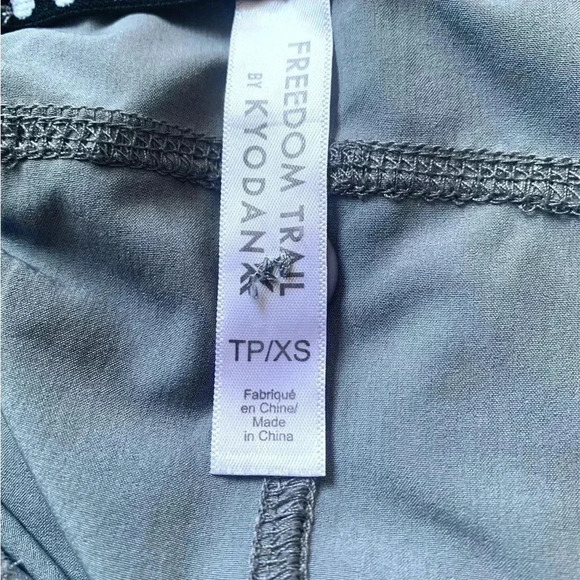 FREEDOM TRAIL
BY KYODAN
TP/XS
Fabriqué
en Chine/
Made
in China